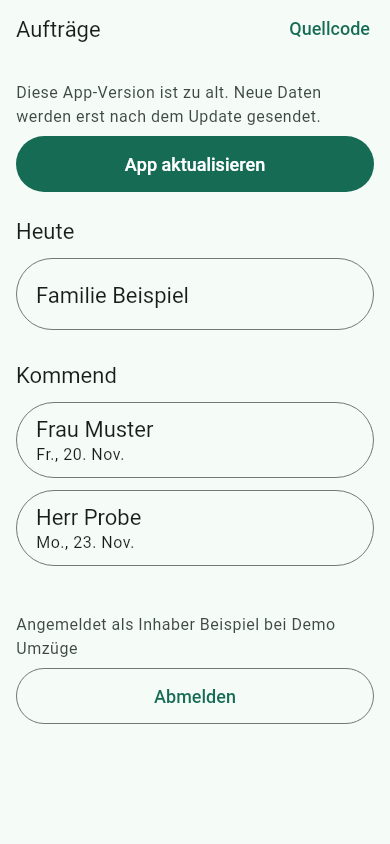 Aufträge
Quellcode
Diese App-Version ist zu alt. Neue Daten
werden erst nach dem Update gesendet.
App aktualisieren
Heute
Familie Beispiel
Kommend
Frau Muster
Fr., 20. Nov.
Herr Probe
Mo., 23. Nov.
Angemeldet als Inhaber Beispiel bei Demo
Umzüge
Abmelden